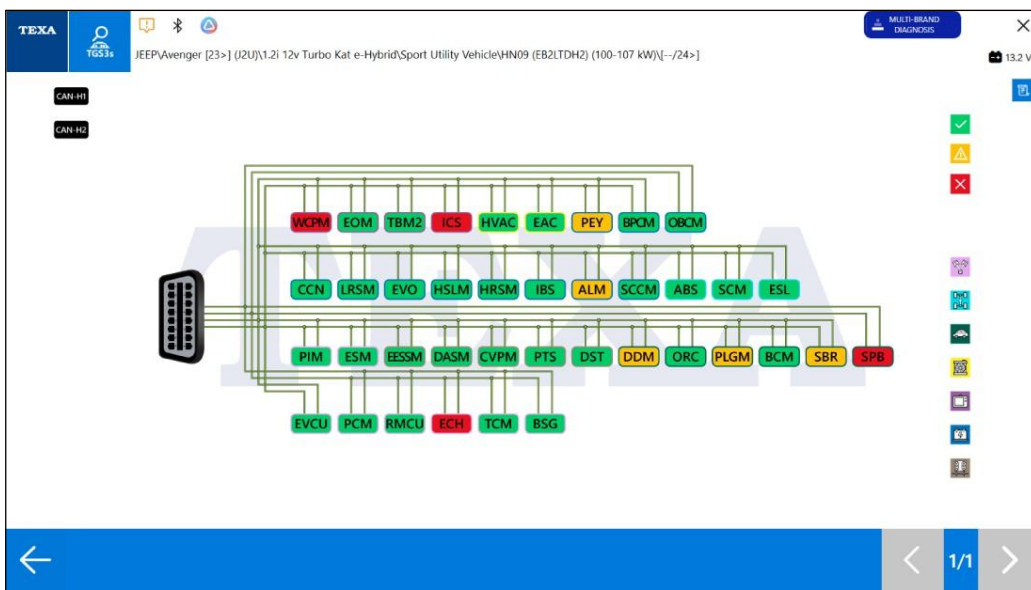 TEXA
TGS3s
MULTI-BRAND
DIAGNOSIS
JEEP\Avenger [23>] (J2U)\1.2i 12v Turbo Kat e-Hybrid\Sport Utility Vehicle\HN09 (EB2LTDH2) (100-107 kW)\[--/24>]
13.2 V
CAN-H1
CAN-H2
WCPM EOM TBM2 ICS HVAC EAC PEY BPCM OBCM
CCN LRSM EVO HSLM HRSM IBS ALM SCCM ABS SCM ESL
PIM ESM EESSM DASM CVPM PTS DST DDM ORC PLGM BCM SBR SPB
EVCU PCM RMCU ECH TCM BSG
TEXA
1/1